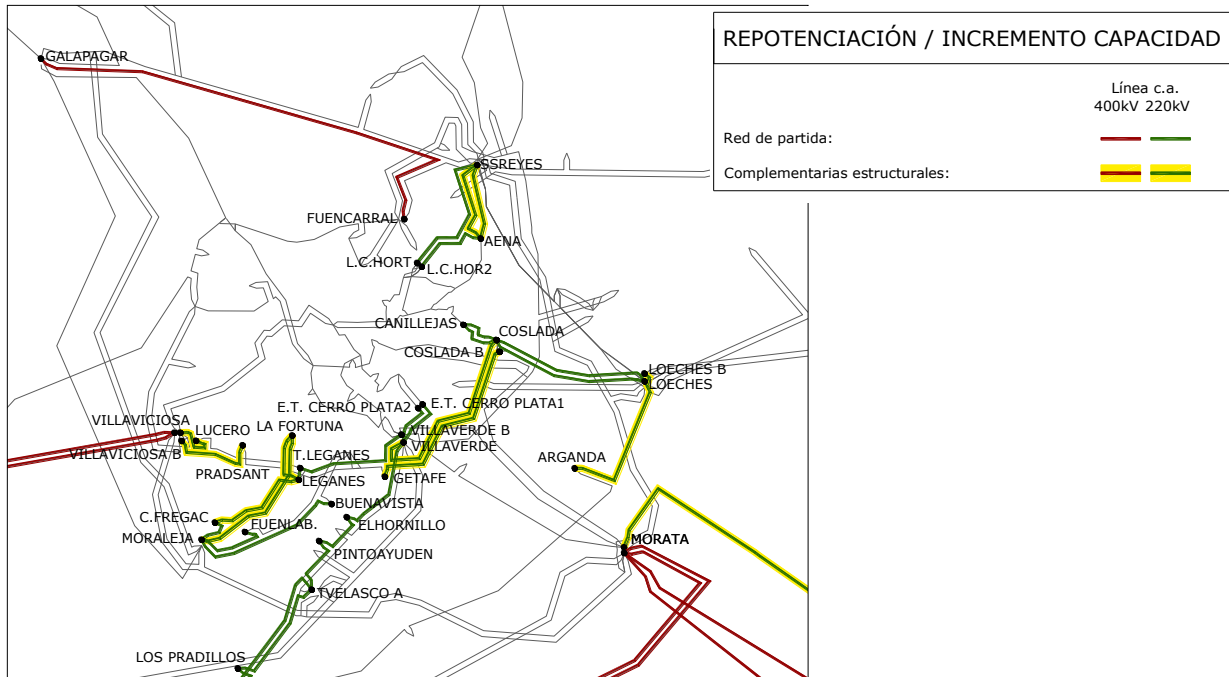 REPOTENCIACIÓN / INCREMENTO CAPACIDAD
Línea c.a.
400kV 220kV
Red de partida:
Complementarias estructurales:
GALAPAGAR
SSREYES
FUENCARRAL
AENA
L.C.HORT
L.C.HOR2
CANILLEJAS
COSLADA
COSLADA B
LOECHES B
LOECHES
E.T. CERRO PLATA1
E.T. CERRO PLATA2
VILLAVICIOSA
LUCERO
LA FORTUNA
VILLAVERDE B
VILLAVERDE
VILLAVICIOSA B
T.LEGANES
ARGANDA
PRADSANT
LEGANES
GETAFE
BUENAVISTA
C.FREGAC
FUENLAB.
ELHORNILLO
MORALEJA
MORATA
PINTOAYUDEN
TVELASCO A
LOS PRADILLOS